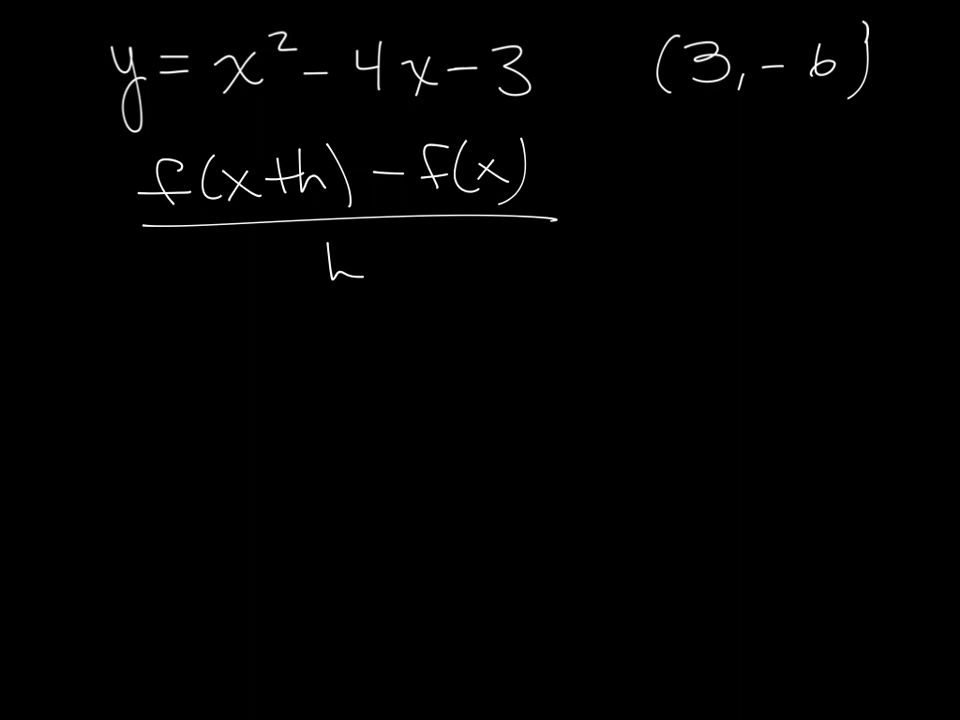 y = x² - 4x - 3 (3, - 6)
f(x+h) - f(x)
h